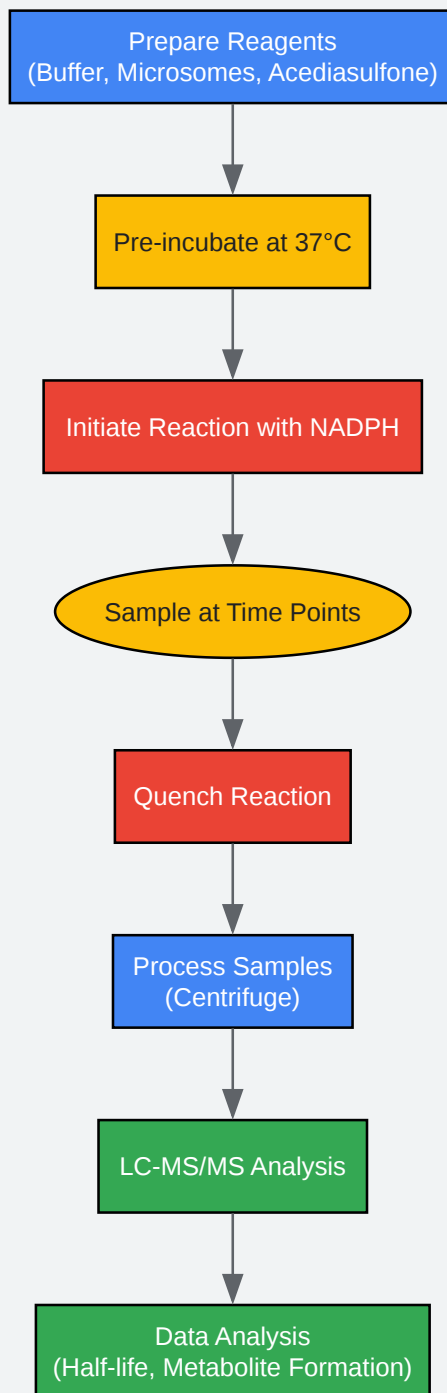 Prepare Reagents
(Buffer, Microsomes, Acediasulfone)
Pre-incubate at 37°C
Initiate Reaction with NADPH
Sample at Time Points
Quench Reaction
Process Samples
(Centrifuge)
LC-MS/MS Analysis
Data Analysis
(Half-life, Metabolite Formation)